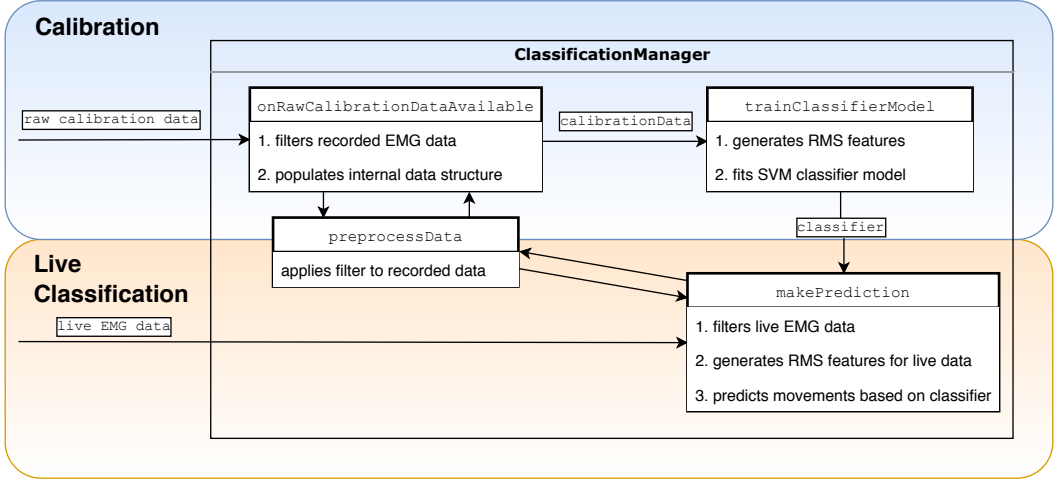 Calibration
ClassificationManager
raw calibration data
onRawCalibrationDataAvailable
1. filters recorded EMG data
2. populates internal data structure
calibrationData
trainClassifierModel
1. generates RMS features
2. fits SVM classifier model
preprocessData
applies filter to recorded data
classifier
Live
Classification
live EMG data
makePrediction
1. filters live EMG data
2. generates RMS features for live data
3. predicts movements based on classifier